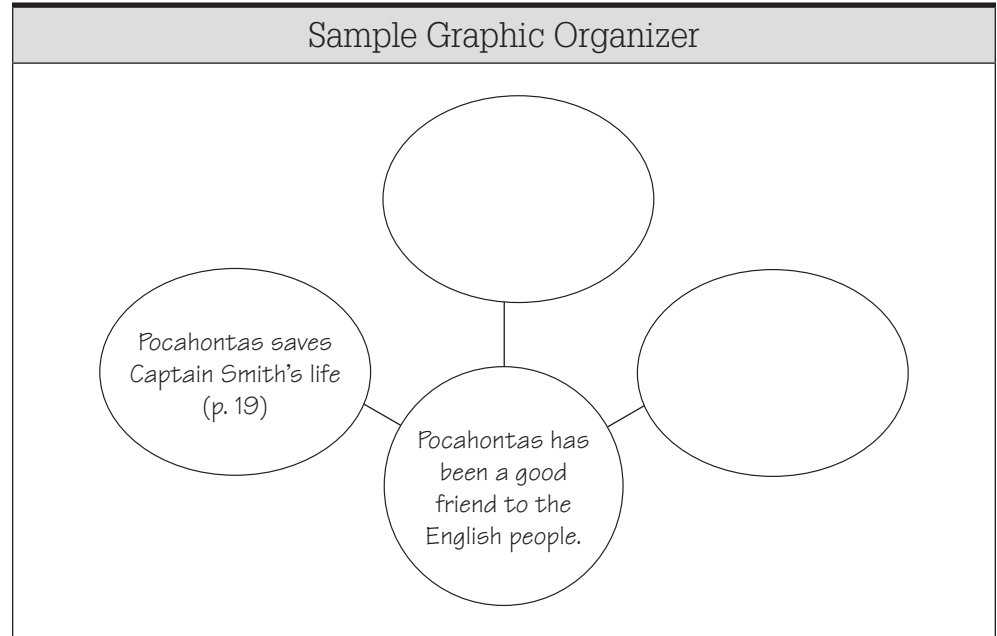 Sample Graphic Organizer
Pocahontas saves
Captain Smith's life
(p. 19)
Pocahontas has
been a good
friend to the
English people.